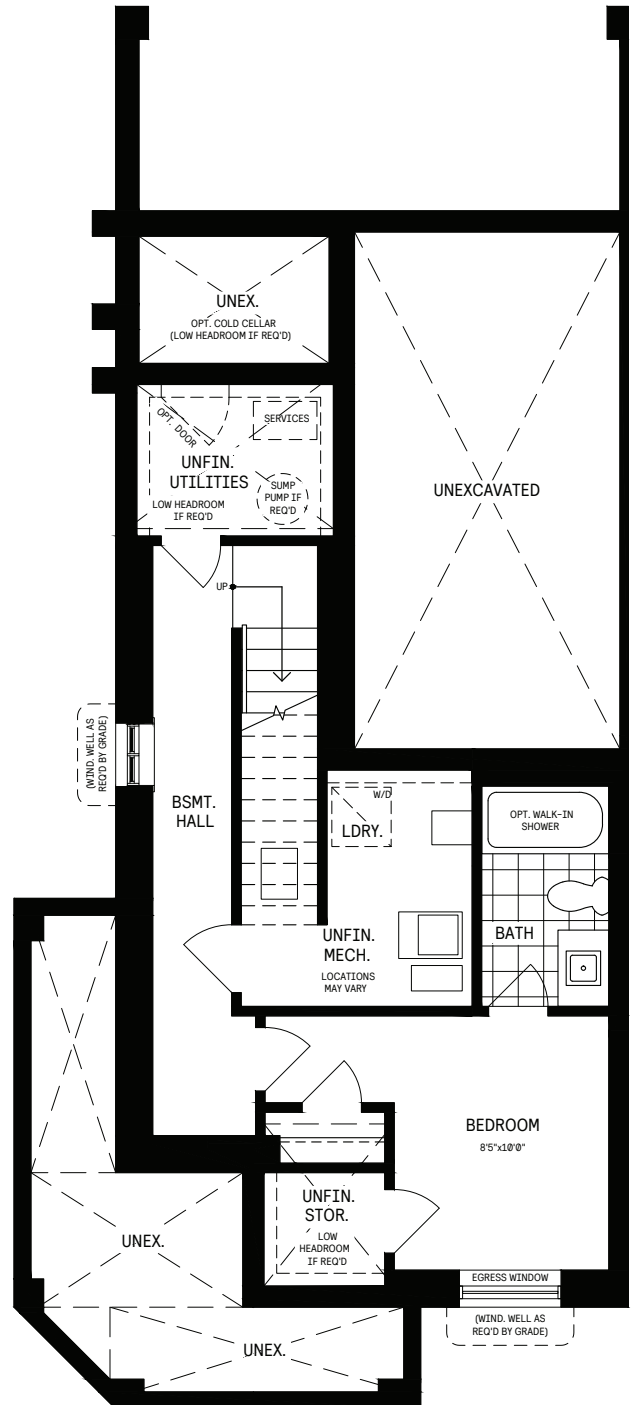 UNEX.
OPT. COLD CELLAR
(LOW HEADROOM IF REQ'D)
OPT. DOOR
SERVICES
UNFIN.
UTILITIES
LOW HEADROOM
IF REQ'D
SUMP
PUMP IF
REQ'D
UNEXCAVATED
UP
(WIND. WELL AS
REQ'D BY GRADE)
BSMT.
HALL
W/D
LDRY.
OPT. WALK-IN
SHOWER
UNFIN.
MECH.
LOCATIONS
MAY VARY
BATH
BEDROOM
8'5"x10'0"
UNFIN.
STOR.
LOW
HEADROOM
IF REQ'D
UNEX.
EGRESS WINDOW
(WIND. WELL AS
REQ'D BY GRADE)
UNEX.